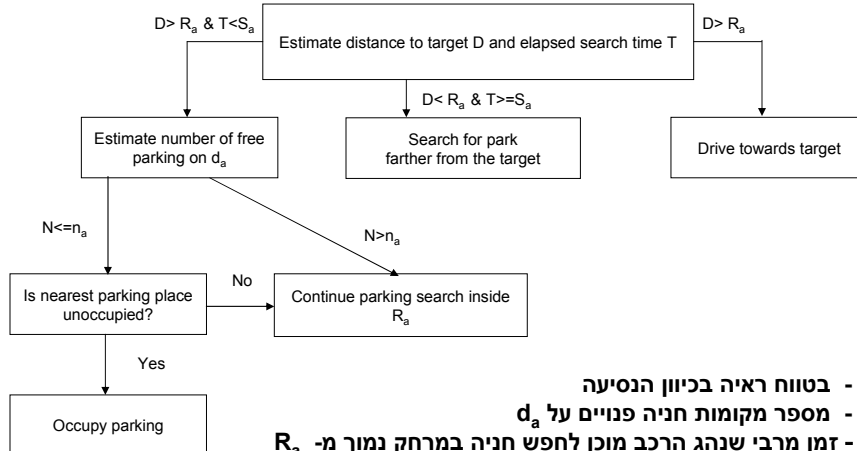 D> Ra & T<Sa
Estimate distance to target D and elapsed search time T
D> Ra
D< Ra & T>=Sa
Estimate number of free
parking on da
Search for park
farther from the target
Drive towards target
N<=na
N>na
Is nearest parking place
unoccupied?
No
Continue parking search inside
Ra
Yes
Occupy parking
- בטווח ראיה בכיוון הנסיעה
- מספר מקומות חניה פנויים על da
- זמן מרבי שנהג הרכב מוכן לחפש חניה במרחק נמוך מ- Ra